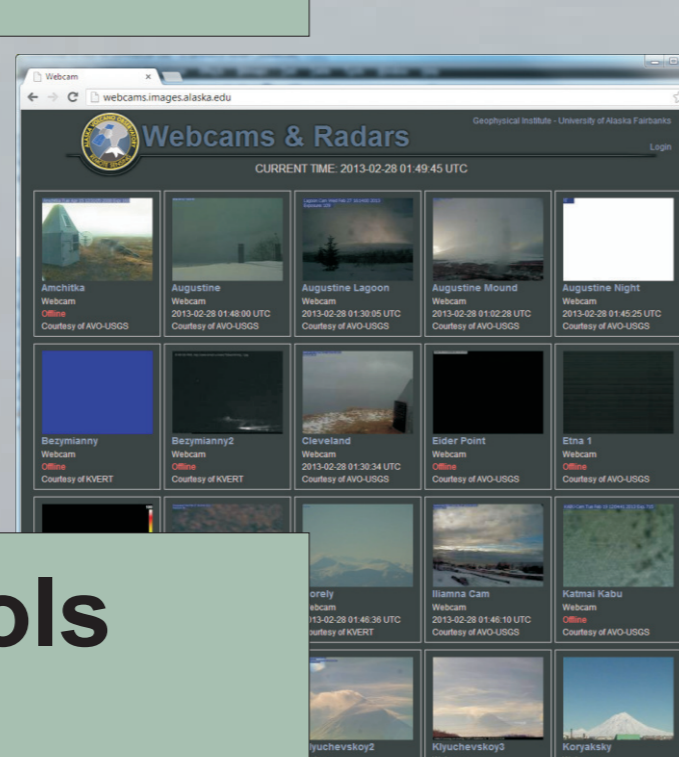 Webcam
webcams.images.alaska.edu
Geophysical Institute - University of Alaska Fairbanks
Webcams & Radars
Login
CURRENT TIME: 2013-02-28 01:49:45 UTC
Amchitka
Webcam
Offline
Courtesy of AVO-USGS
Augustine
Webcam
2013-02-28 01:48:00 UTC
Courtesy of AVO-USGS
Augustine Lagoon
Webcam
2013-02-28 01:30:05 UTC
Courtesy of AVO-USGS
Augustine Mound
Webcam
2013-02-28 01:02:28 UTC
Courtesy of AVO-USGS
Augustine Night
Webcam
2013-02-28 01:45:25 UTC
Courtesy of AVO-USGS
Bezymianny
Webcam
Offline
Courtesy of KVERT
Bezymianny2
Webcam
Offline
Courtesy of KVERT
Cleveland
Webcam
2013-02-28 01:30:34 UTC
Courtesy of AVO-USGS
Eider Point
Webcam
Offline
Courtesy of AVO-USGS
Etna 1
Webcam
Offline
Courtesy of AVO-USGS
orely
ebcam
013-02-28 01:46:36 UTC
ourtesy of KVERT
Iliamna Cam
Webcam
2013-02-28 01:46:10 UTC
Courtesy of AVO-USGS
Katmai Kabu
Webcam
Offline
Courtesy of AVO-USGS
ols
lyuchevskoy2
Klyuchevskoy3
Koryaksky